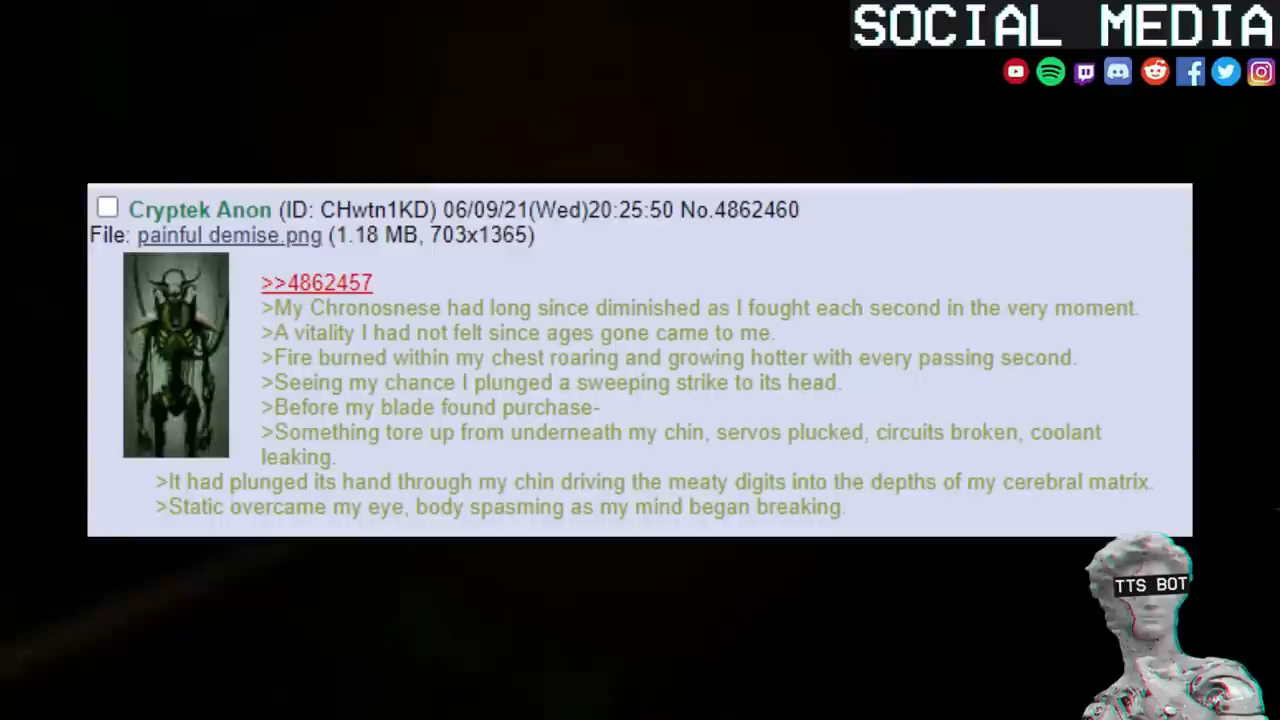 SOCIAL MEDIA
Cryptek Anon (ID: CHwtn1KD) 06/09/21(Wed)20:25:50 No.4862460
File: painful demise.png (1.18 MB, 703x1365)
>>4862457
>My Chronosnese had long since diminished as I fought each second in the very moment.
>A vitality I had not felt since ages gone came to me.
>Fire burned within my chest roaring and growing hotter with every passing second.
>Seeing my chance I plunged a sweeping strike to its head.
>Before my blade found purchase-
>Something tore up from underneath my chin, servos plucked, circuits broken, coolant
leaking.
>It had plunged its hand through my chin driving the meaty digits into the depths of my cerebral matrix.
>Static overcame my eye, body spasming as my mind began breaking.
TTS BOT